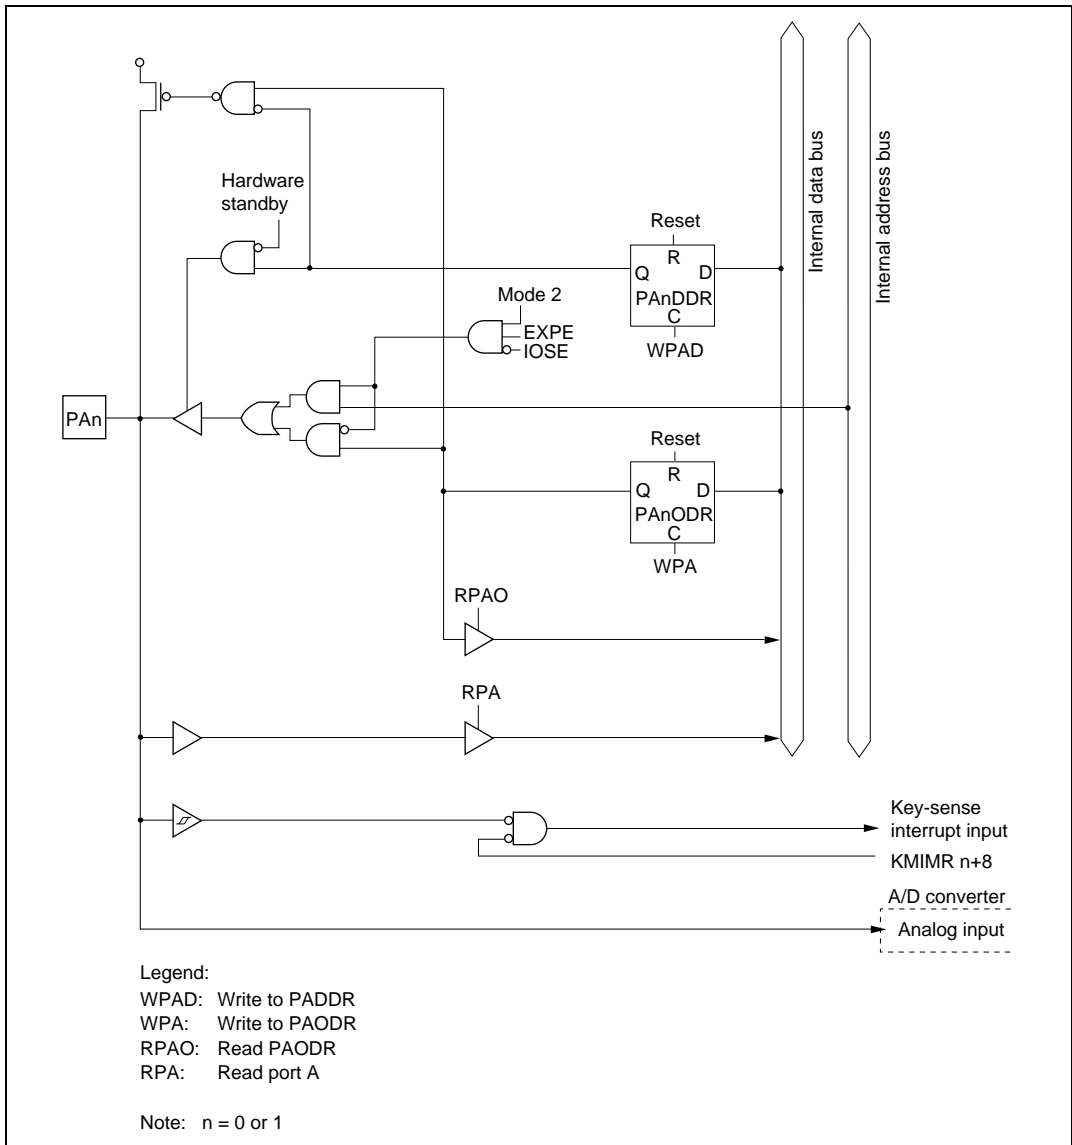 Hardware
standby
Internal data bus
Internal address bus
Reset
R
Q D
PAnDDR
C
WPAD
Mode 2
EXPE
IOSE
PAn
Reset
R
Q D
PAnODR
C
WPA
RPAO
RPA
Key-sense
interrupt input
KMIMR n+8
A/D converter
Analog input
Legend:
WPAD: Write to PADDR
WPA: Write to PAODR
RPAO: Read PAODR
RPA: Read port A
Note: n = 0 or 1